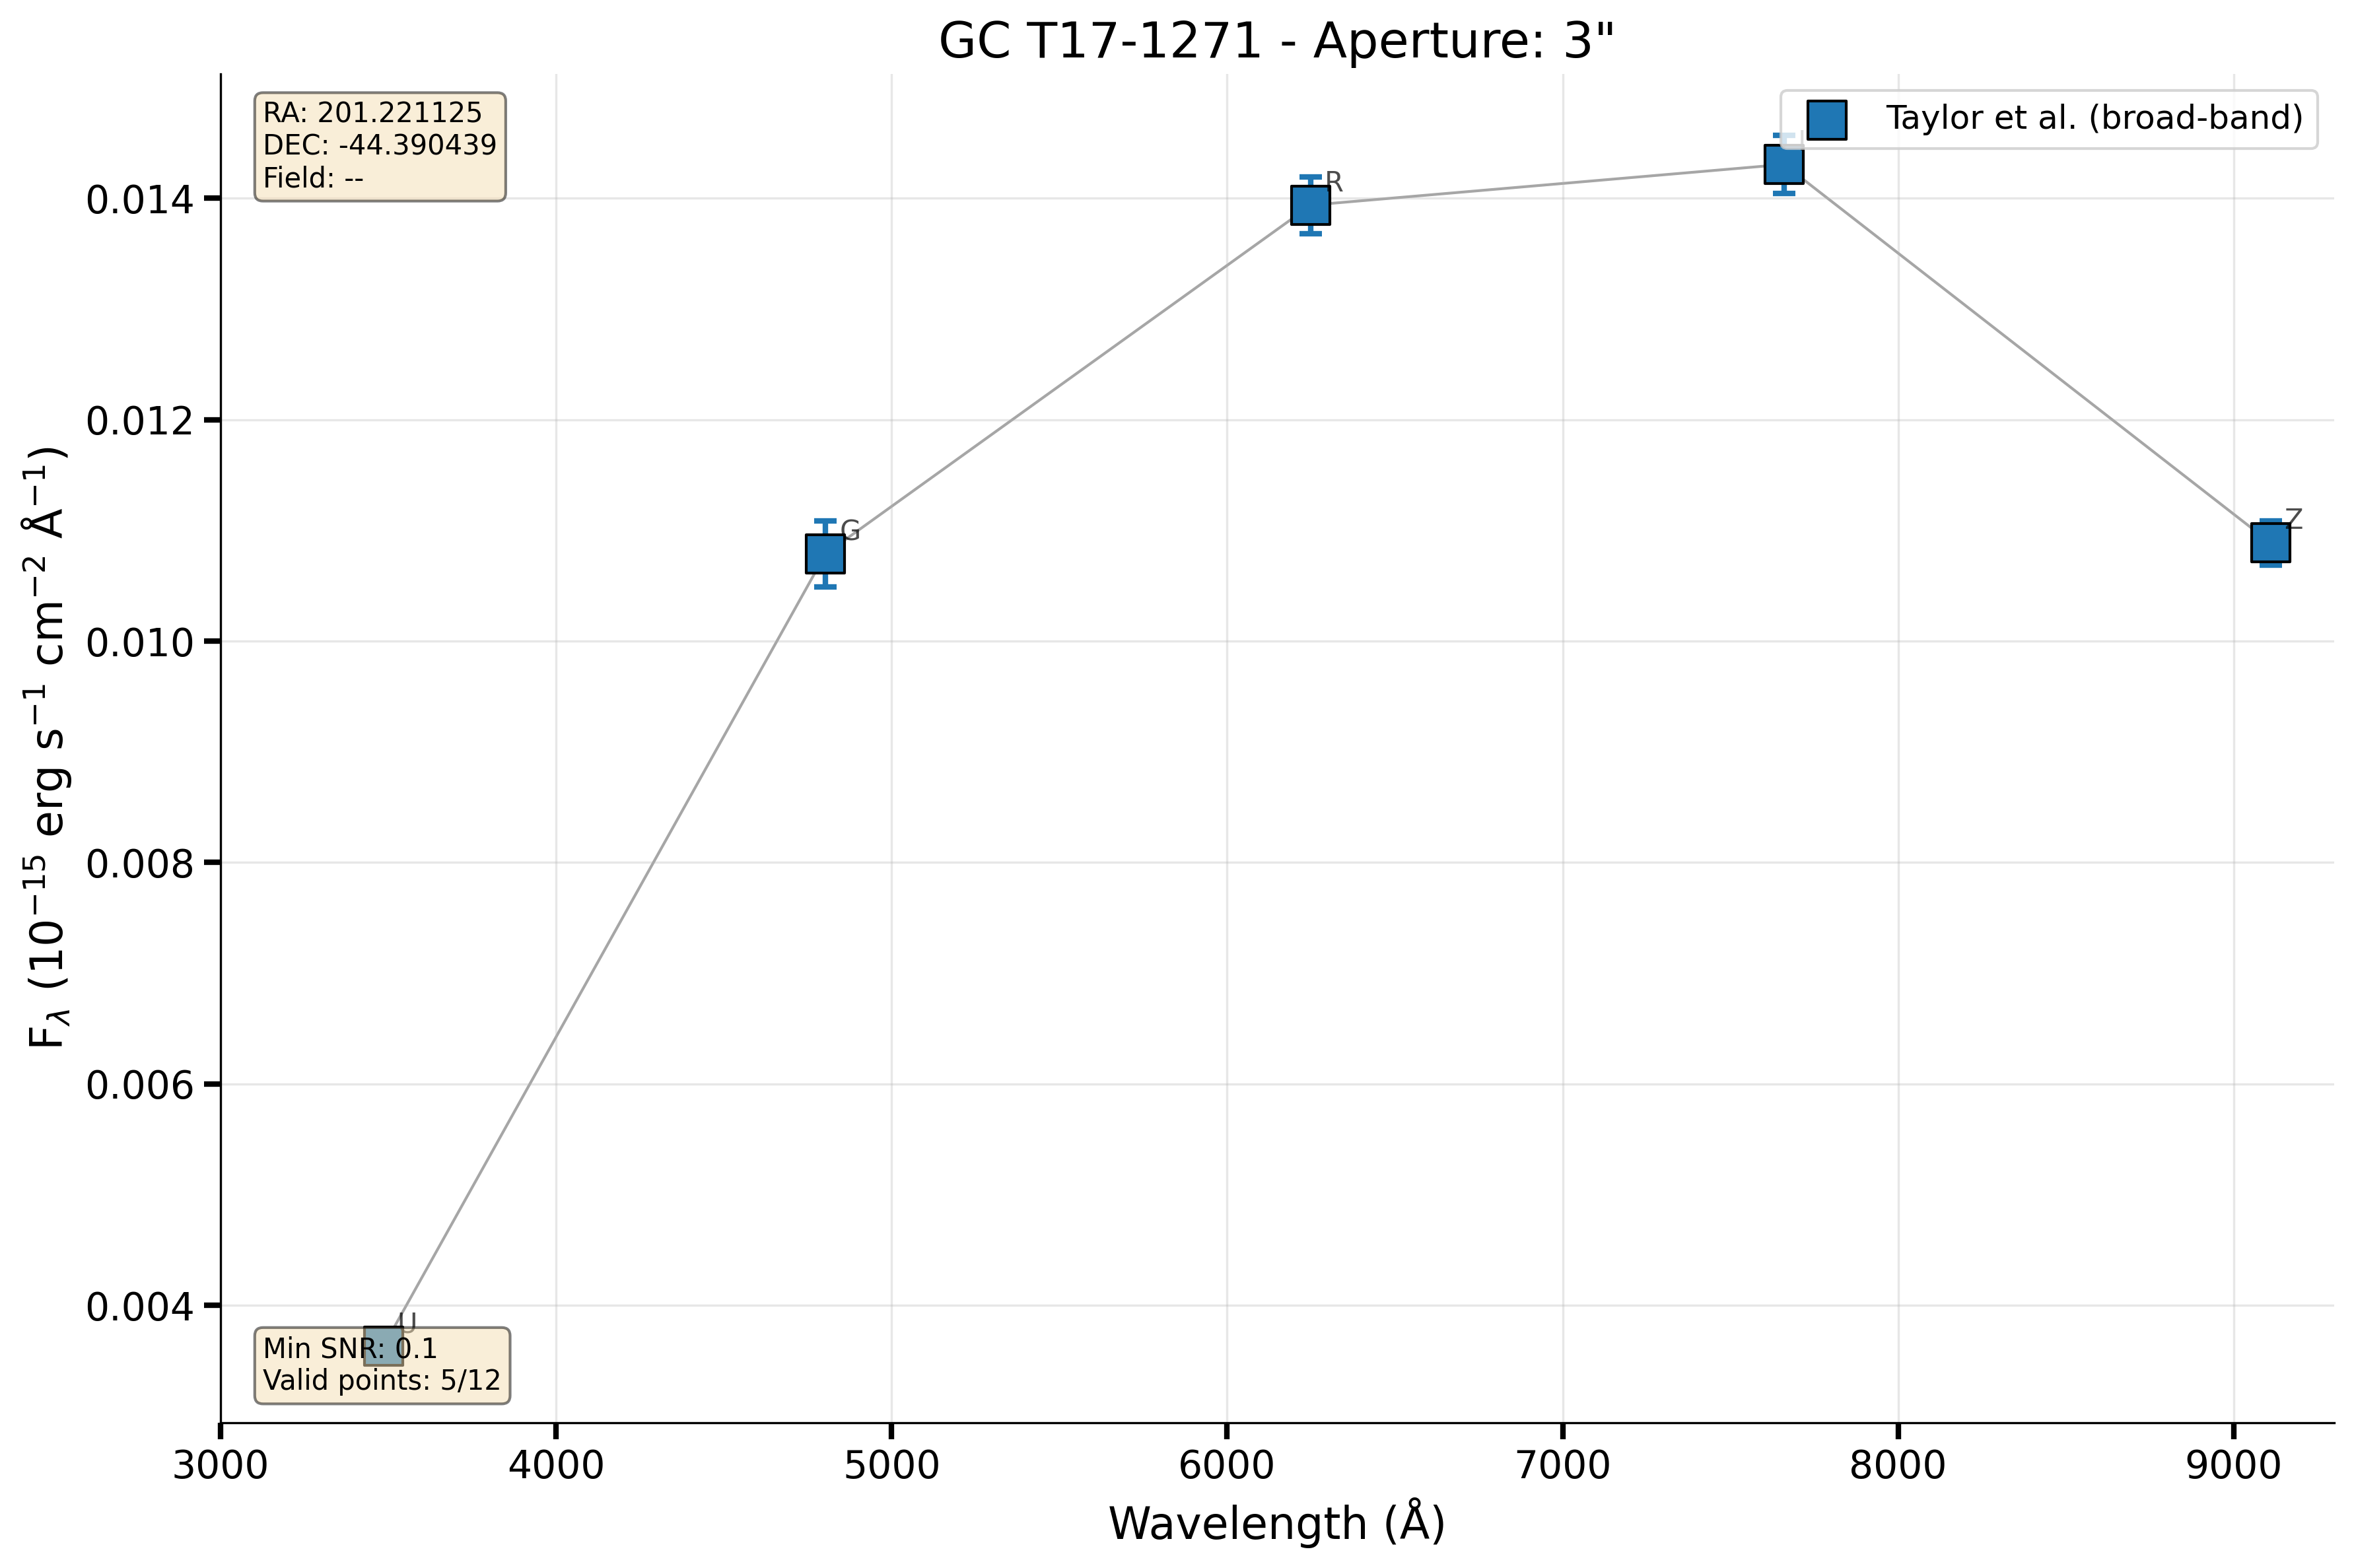 GC T17-1271 - Aperture: 3"
RA: 201.221125
DEC: -44.390439
Field: --
Taylor et al. (broad-band)
I
R
G
Z
U
Min SNR: 0.1
Valid points: 5/12
0.014
0.012
0.010
0.008
0.006
0.004
F_λ (10⁻¹⁵ erg s⁻¹ cm⁻² Å⁻¹)
3000 4000 5000 6000 7000 8000 9000
Wavelength (Å)